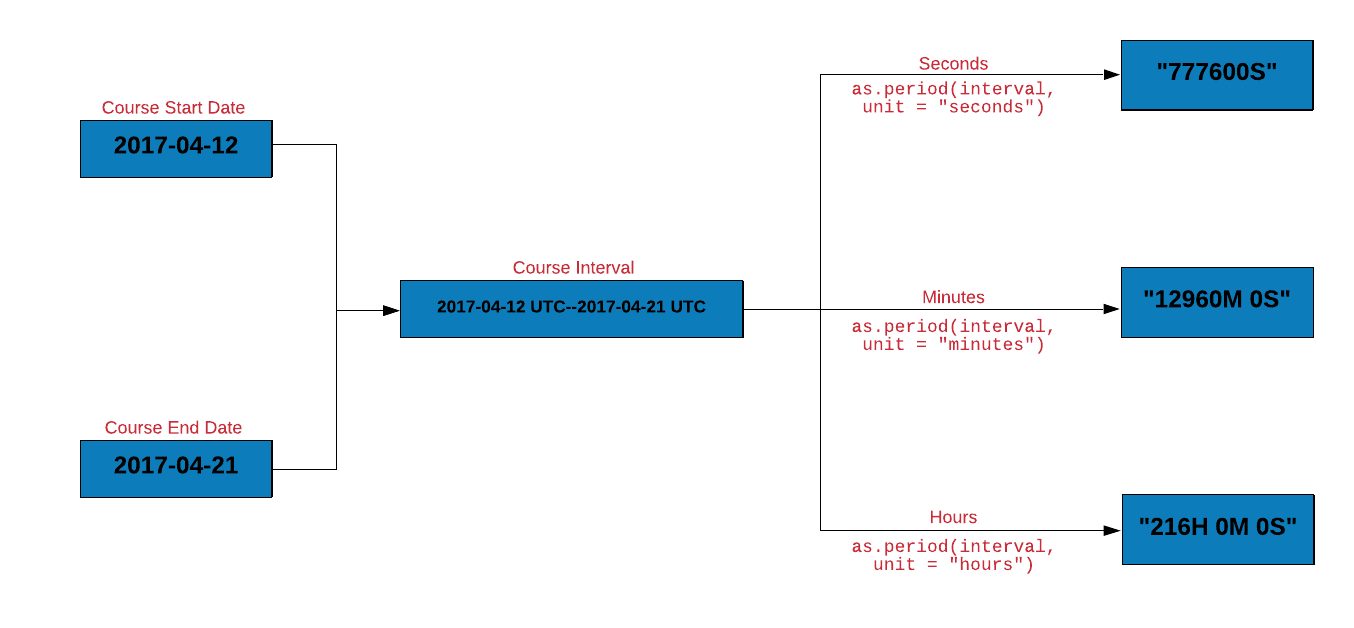 Course Start Date
2017-04-12
Course End Date
2017-04-21
Course Interval
2017-04-12 UTC--2017-04-21 UTC
Seconds
as.period(interval,
unit = "seconds")
"777600S"
Minutes
as.period(interval,
unit = "minutes")
"12960M 0S"
Hours
as.period(interval,
unit = "hours")
"216H 0M 0S"